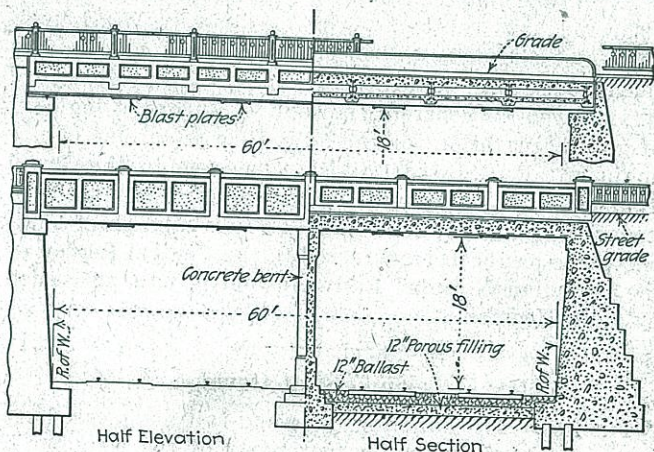 Grade
Blast plates
60'
18'
Street
grade
Concrete bent
18'
60'
R of W.
12" Porous filling
12" Ballast
R of W.
Half Elevation
Half Section